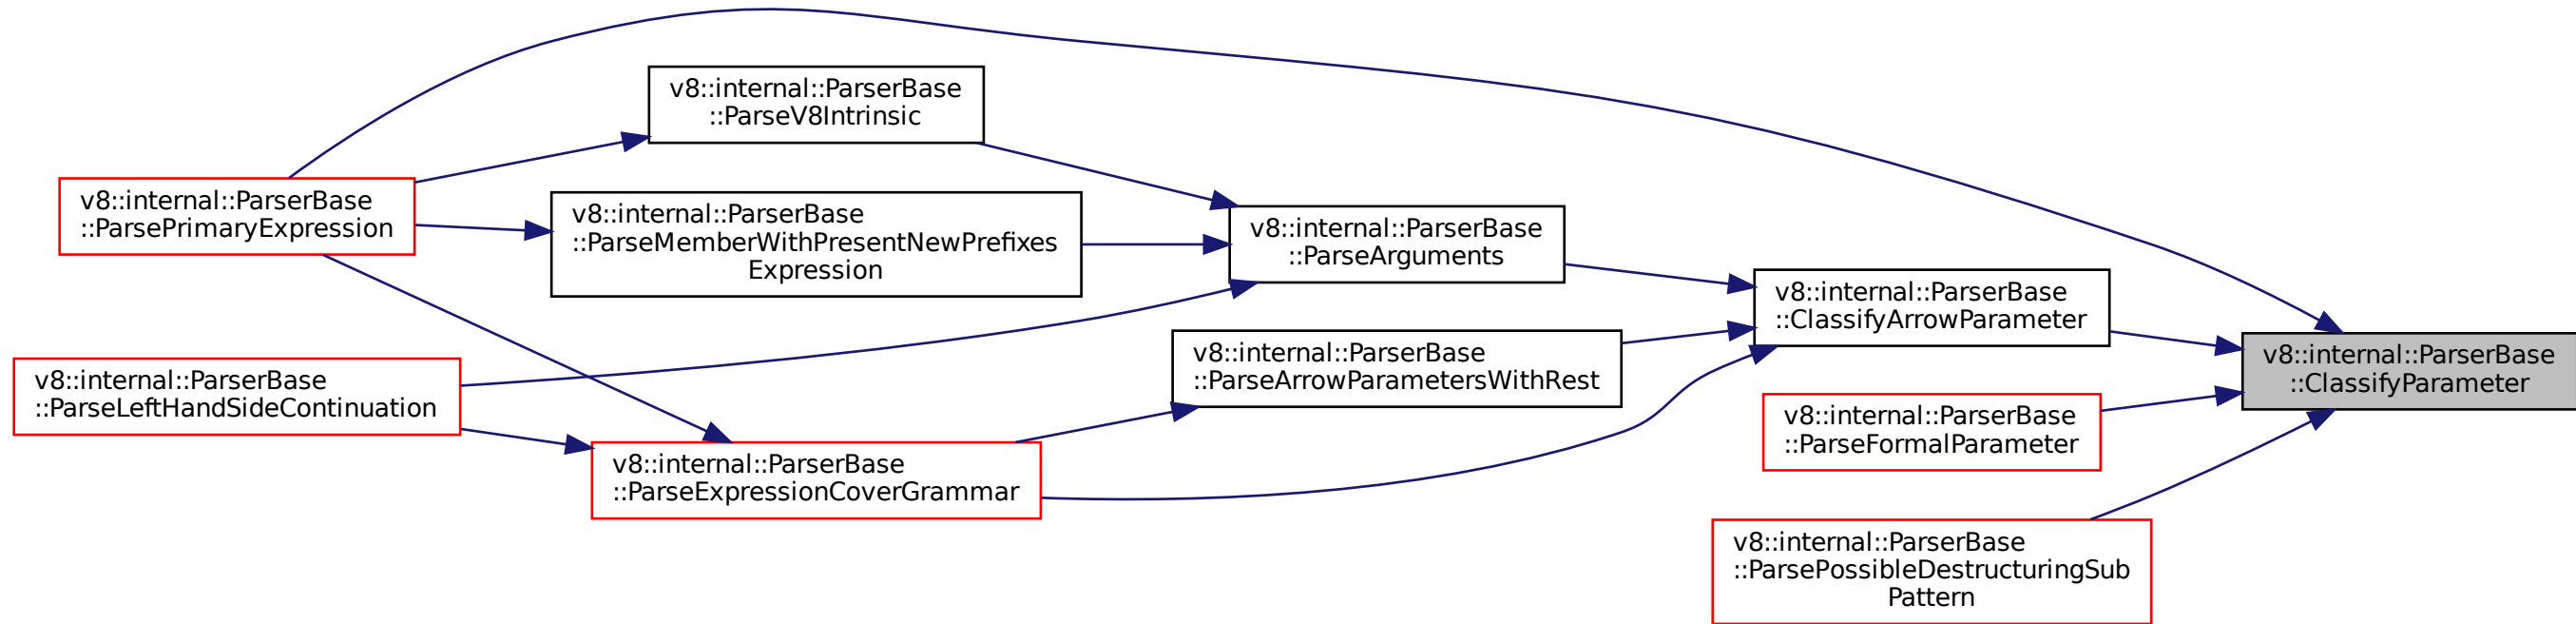 v8::internal::ParserBase
::ParseV8Intrinsic
v8::internal::ParserBase
::ParsePrimaryExpression
v8::internal::ParserBase
::ParseMemberWithPresentNewPrefixes
Expression
v8::internal::ParserBase
::ParseArguments
v8::internal::ParserBase
::ClassifyArrowParameter
v8::internal::ParserBase
::ParseArrowParametersWithRest
v8::internal::ParserBase
::ClassifyParameter
v8::internal::ParserBase
::ParseLeftHandSideContinuation
v8::internal::ParserBase
::ParseFormalParameter
v8::internal::ParserBase
::ParseExpressionCoverGrammar
v8::internal::ParserBase
::ParsePossibleDestructuringSub
Pattern